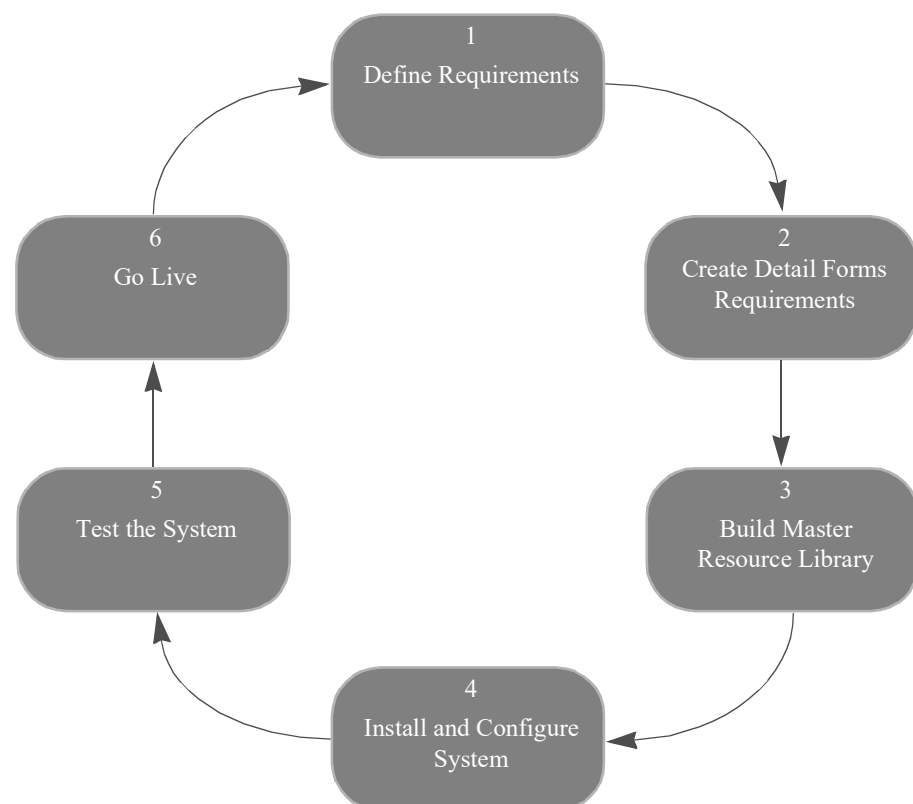 1
Define Requirements
2
Create Detail Forms
Requirements
3
Build Master
Resource Library
4
Install and Configure
System
5
Test the System
6
Go Live